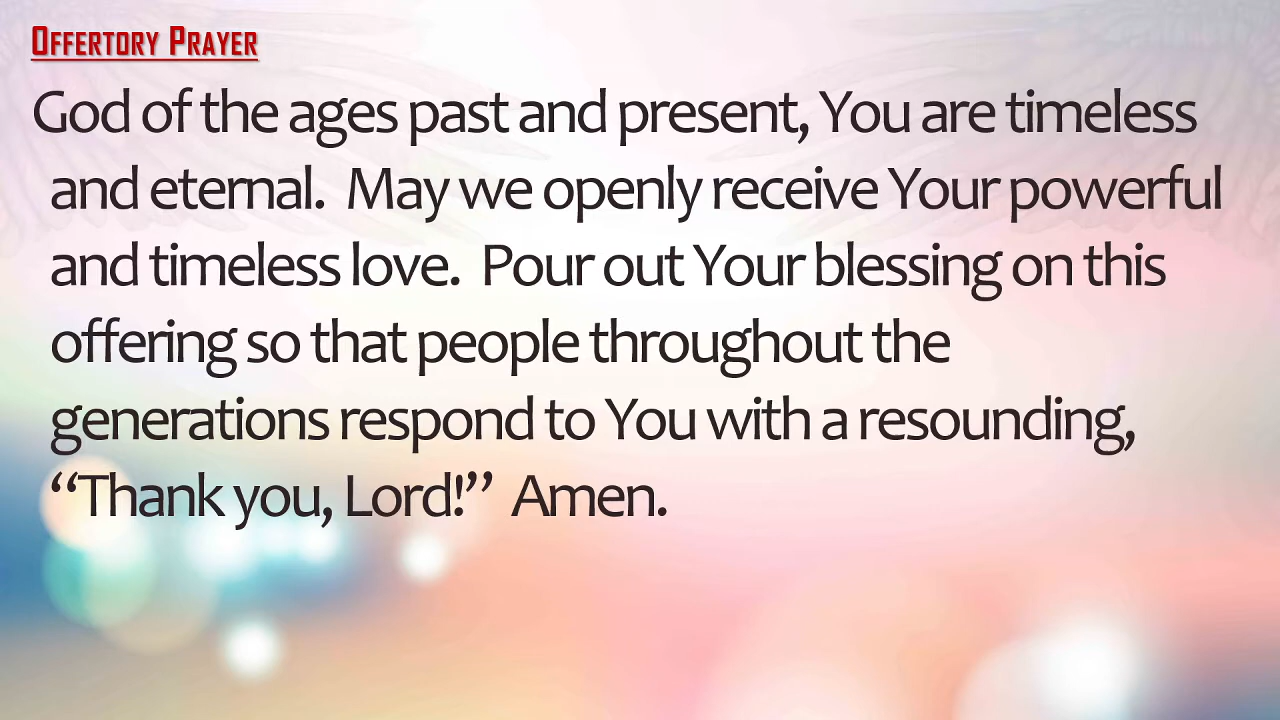 OFFERTORY PRAYER
God of the ages past and present, You are timeless
and eternal.  May we openly receive Your powerful
and timeless love.  Pour out Your blessing on this
offering so that people throughout the
generations respond to You with a resounding,
“Thank you, Lord!”  Amen.